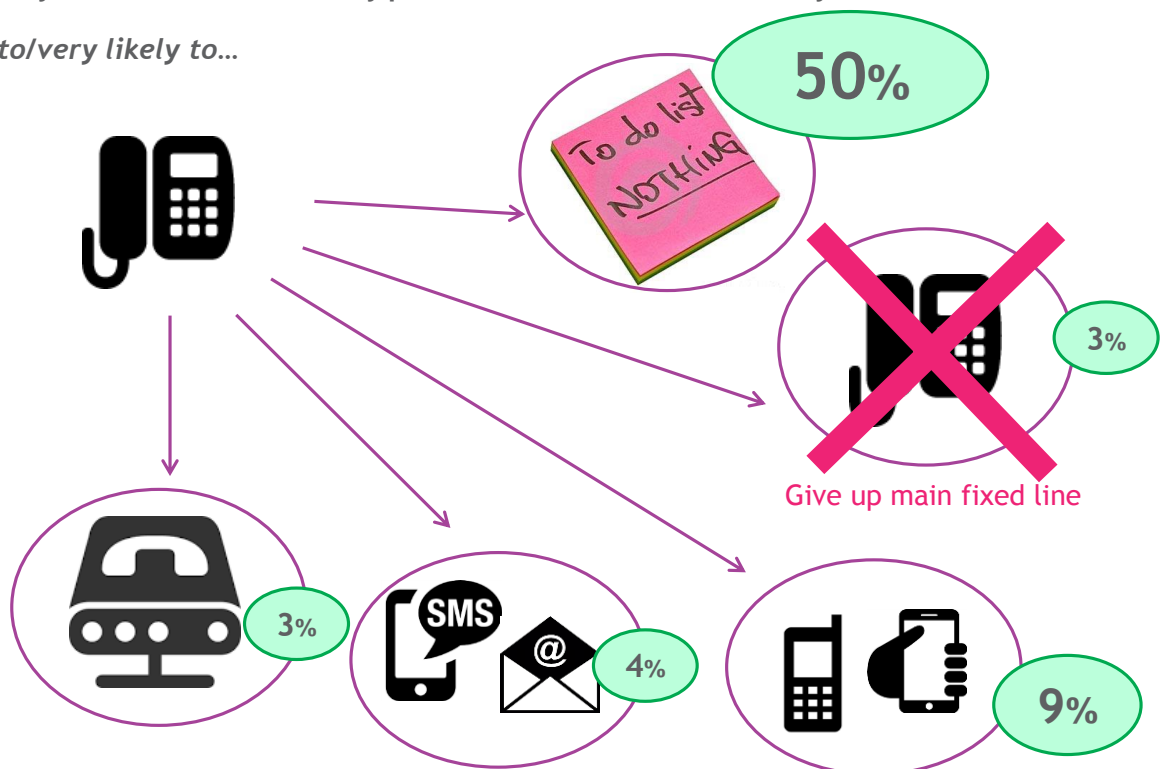 to/very likely to…
50%
To do list
NOTHING
3%
Give up main fixed line
SMS
@
3%
4%
9%